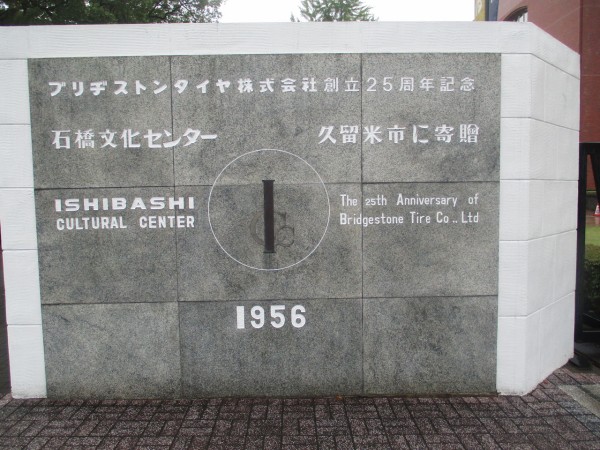 ブリヂストンタイヤ株式会社創立25周年記念
石橋文化センター
久留米市に寄贈
ISHIBASHI
CULTURAL CENTER
The 25th Anniversary of
Bridgestone Tire Co., Ltd
1956